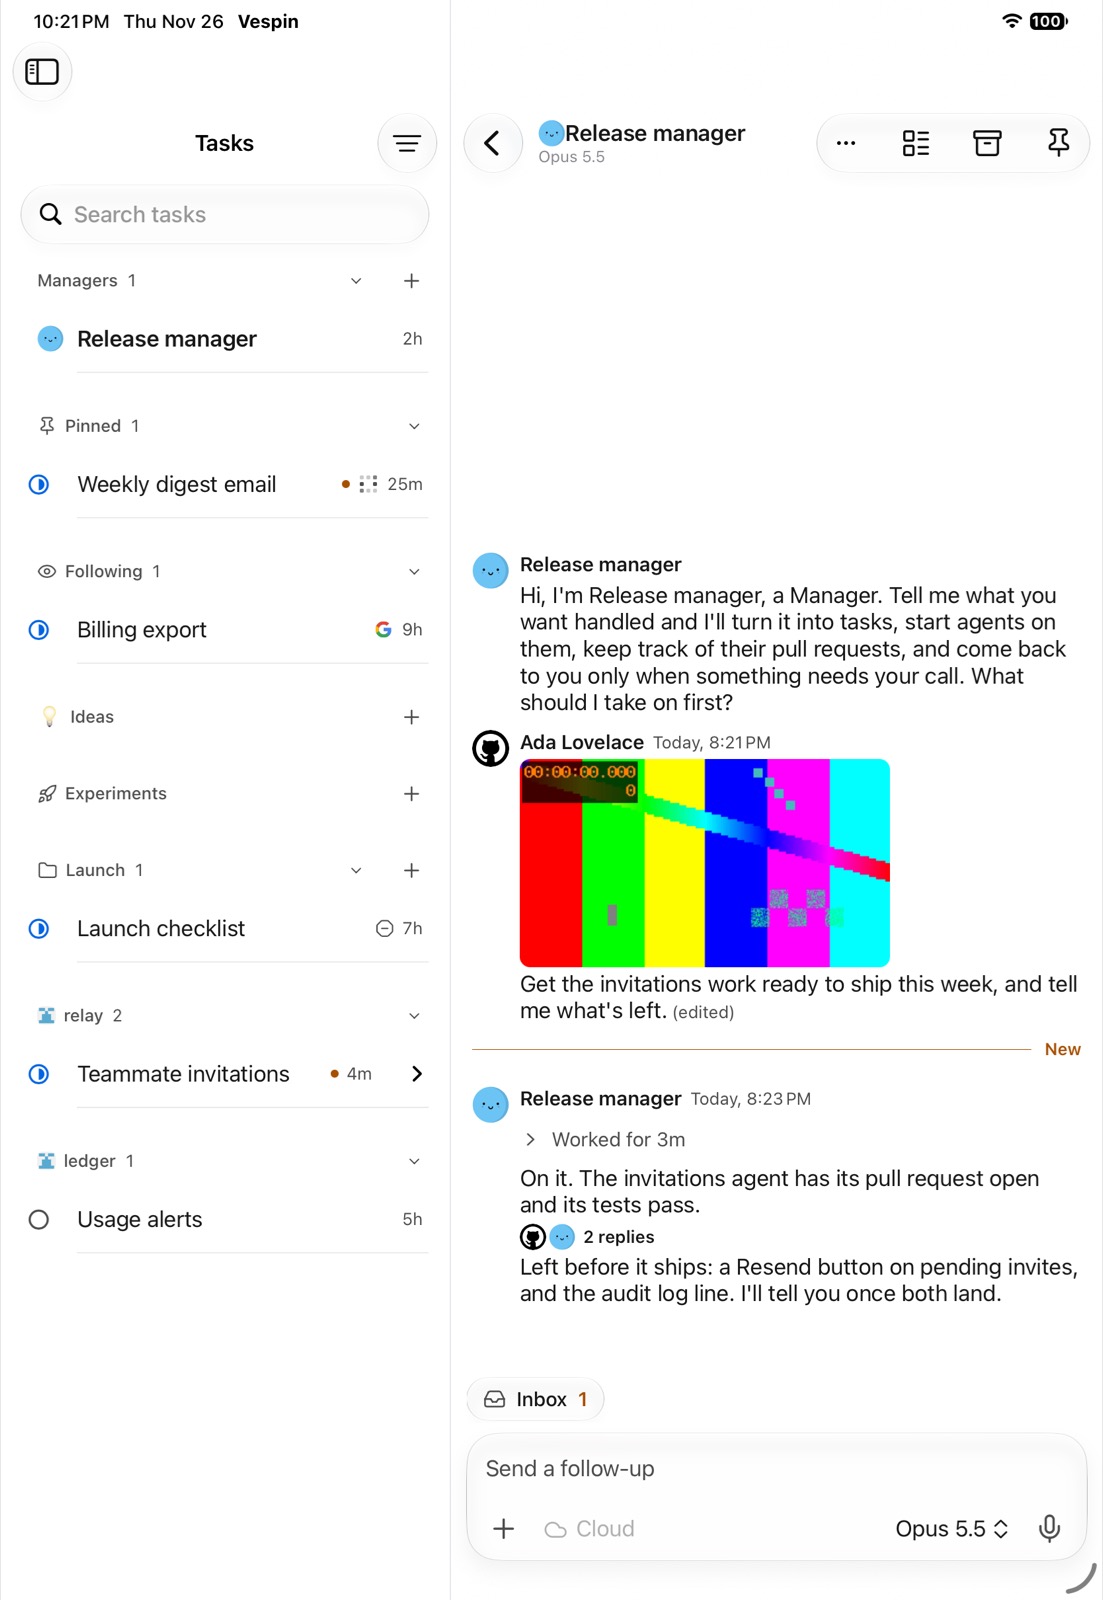 10:21 PM Thu Nov 26 Vespin
100
Tasks
Search tasks
Managers 1
Release manager 2h
Pinned 1
Weekly digest email 25m
Following 1
Billing export 9h
Ideas
Experiments
Launch 1
Launch checklist 7h
relay 2
Teammate invitations 4m
ledger 1
Usage alerts 5h
Release manager
Opus 5.5
Release manager
Hi, I'm Release manager, a Manager. Tell me what you
want handled and I'll turn it into tasks, start agents on
them, keep track of their pull requests, and come back
to you only when something needs your call. What
should I take on first?
Ada Lovelace Today, 8:21 PM
00:00:00.000
0
Get the invitations work ready to ship this week, and tell
me what's left. (edited)
New
Release manager Today, 8:23 PM
Worked for 3m
On it. The invitations agent has its pull request open
and its tests pass.
2 replies
Left before it ships: a Resend button on pending invites,
and the audit log line. I'll tell you once both land.
Inbox 1
Send a follow-up
Cloud
Opus 5.5